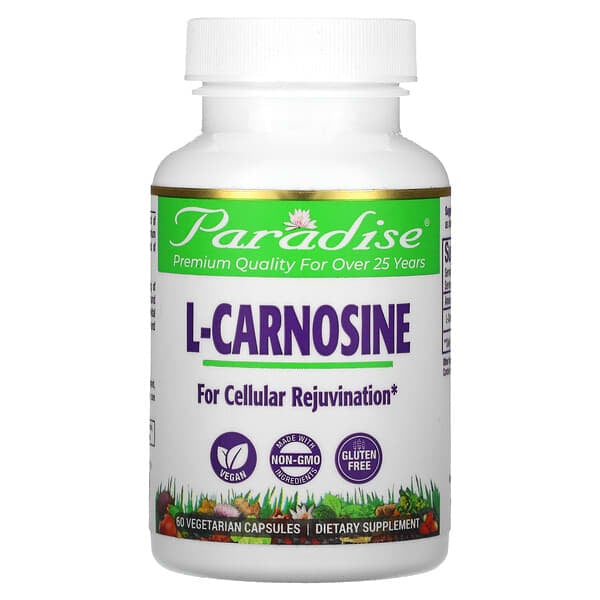 Paradise®
Premium Quality For Over 25 Years
L-CARNOSINE
For Cellular Rejuvination*
VEGAN
MADE WITH
NON-GMO
INGREDIENTS
GLUTEN
FREE
60 VEGETARIAN CAPSULES | DIETARY SUPPLEMENT